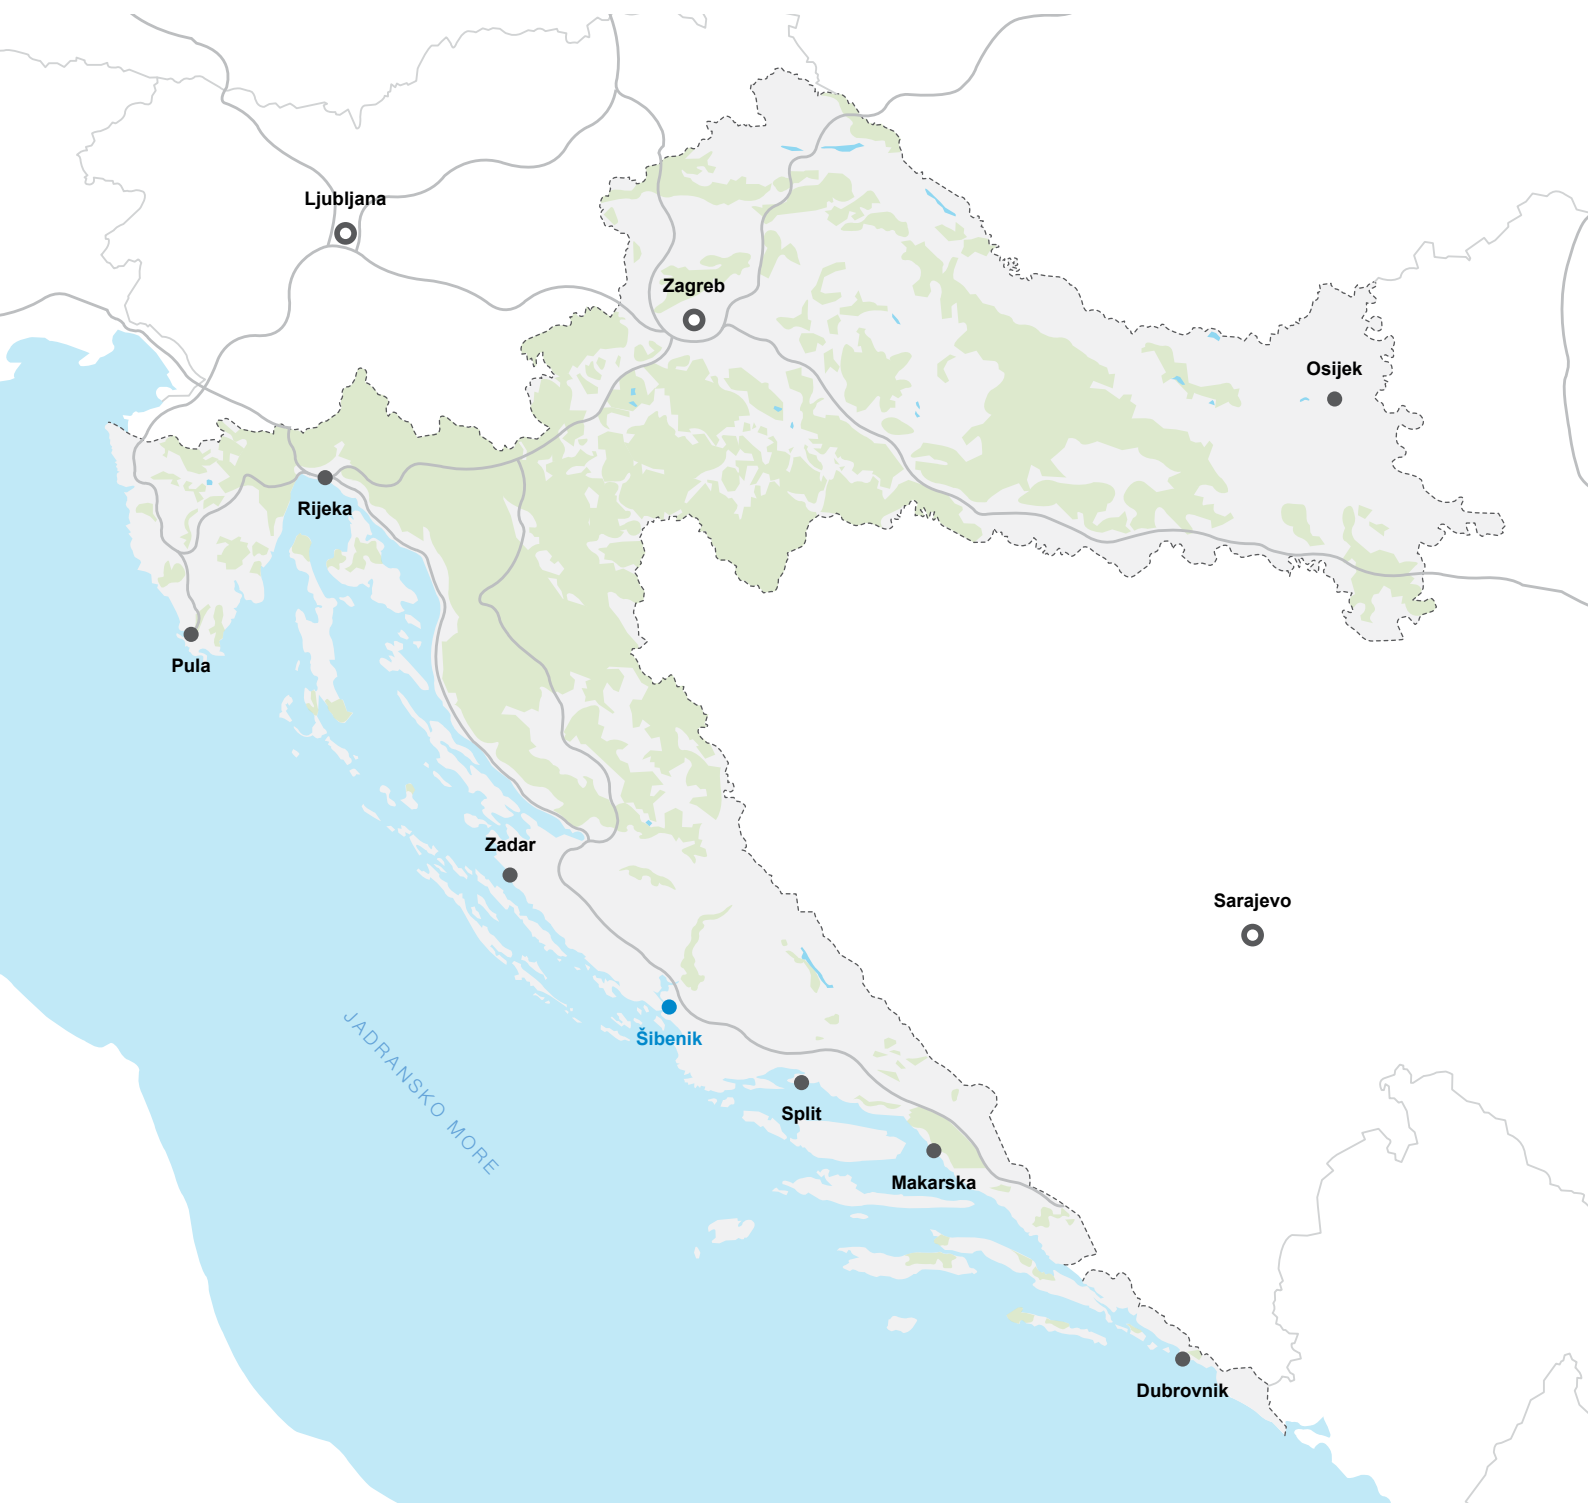 Ljubljana
Zagreb
Osijek
Rijeka
Pula
Zadar
Sarajevo
Šibenik
JADRANSKO MORE
Split
Makarska
Dubrovnik